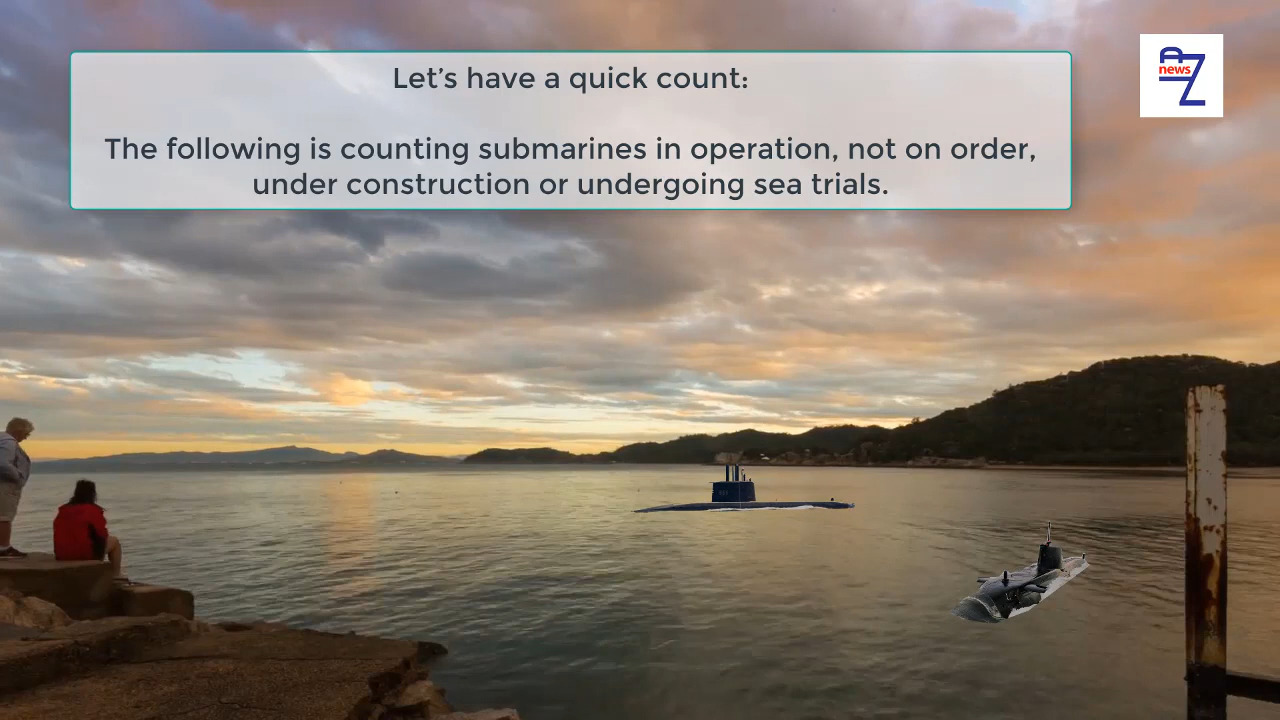 Let’s have a quick count:
The following is counting submarines in operation, not on order,
under construction or undergoing sea trials.
AZ
news